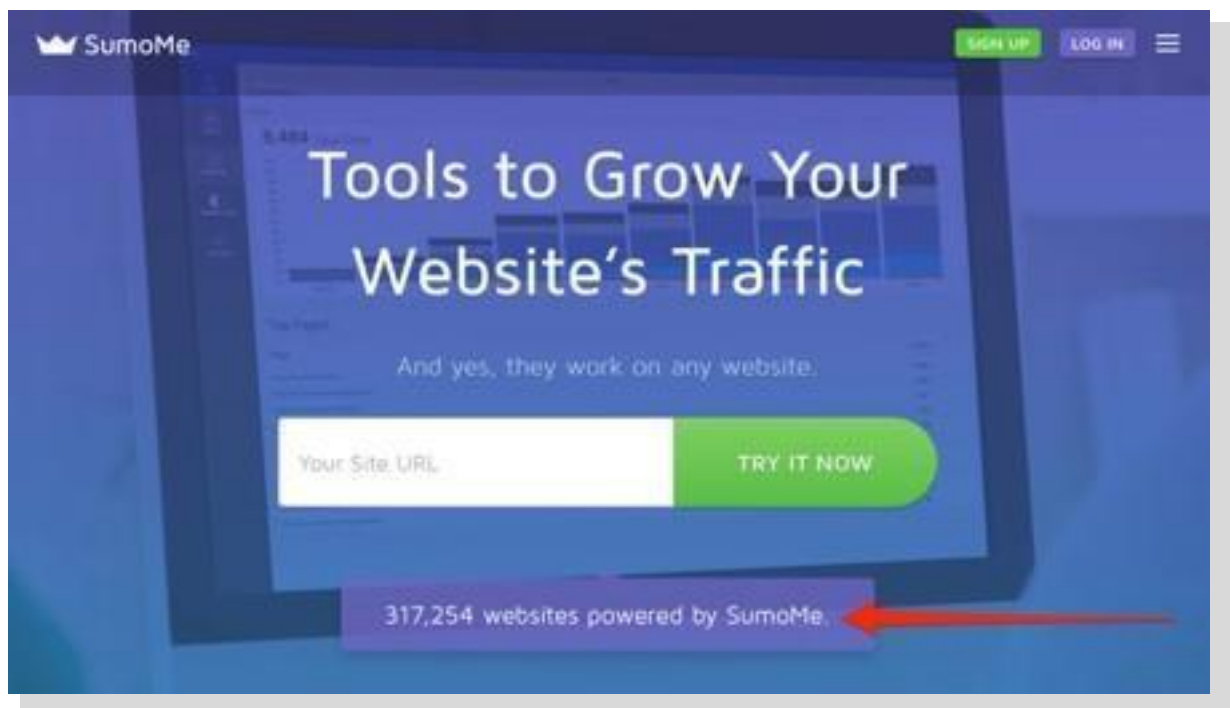 SumoMe
SIGN UP LOG IN
Tools to Grow Your
Website's Traffic
And yes, they work on any website.
Your Site URL
TRY IT NOW
317,254 websites powered by SumoMe.